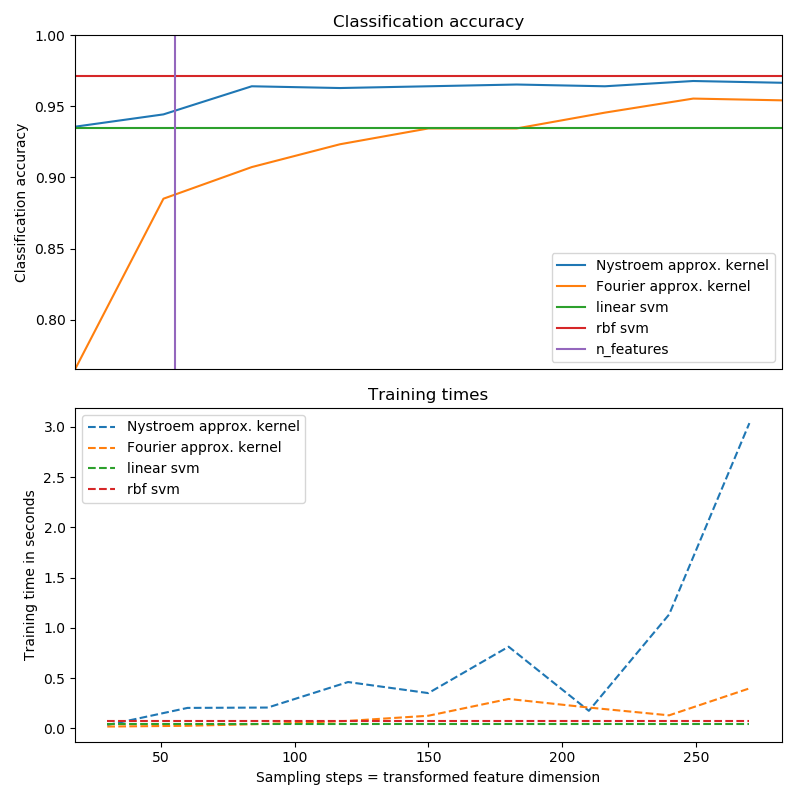 Classification accuracy
1.00
0.95
0.90
0.85
0.80
Classification accuracy
Nystroem approx. kernel
Fourier approx. kernel
linear svm
rbf svm
n_features
Training times
3.0
2.5
2.0
1.5
1.0
0.5
0.0
Training time in seconds
Nystroem approx. kernel
Fourier approx. kernel
linear svm
rbf svm
50 100 150 200 250
Sampling steps = transformed feature dimension